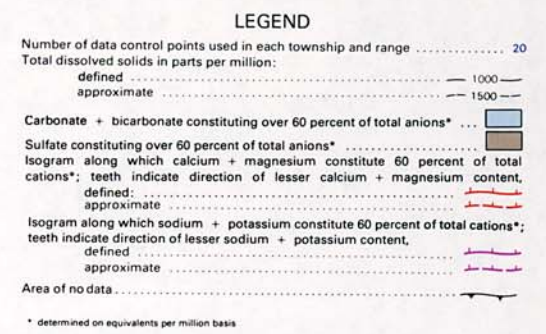 LEGEND
Number of data control points used in each township and range ................. 20
Total dissolved solids in parts per million:
defined ............................................................ — 1000 —
approximate ...................................................... –– 1500 ––
Carbonate + bicarbonate constituting over 60 percent of total anions* ...
Sulfate constituting over 60 percent of total anions* ........................
Isogram along which calcium + magnesium constitute 60 percent of total
cations*; teeth indicate direction of lesser calcium + magnesium content,
defined: ............................................................
approximate ......................................................
Isogram along which sodium + potassium constitute 60 percent of total cations*;
teeth indicate direction of lesser sodium + potassium content,
defined ............................................................
approximate ......................................................
Area of no data ............................................................
* determined on equivalents per million basis